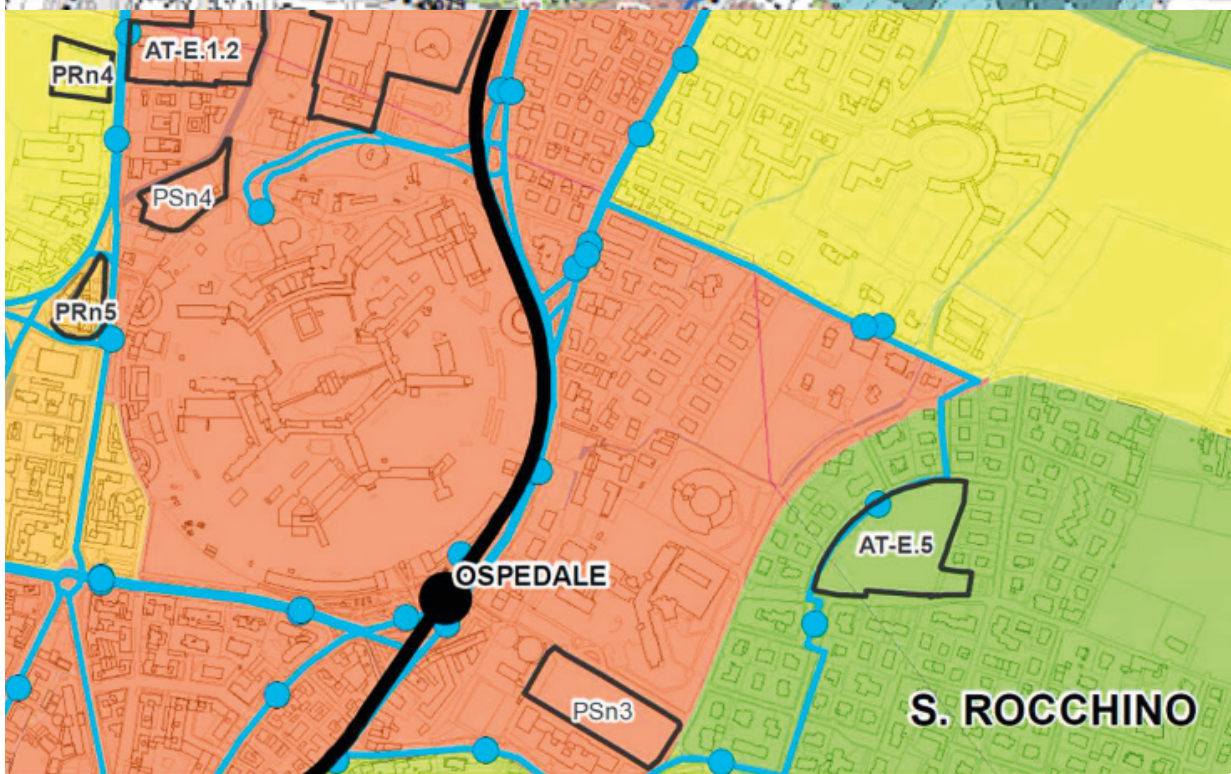 AT-E.1.2
PRn4
PSn4
PRn5
AT-E.5
OSPEDALE
PSn3
S. ROCCHINO